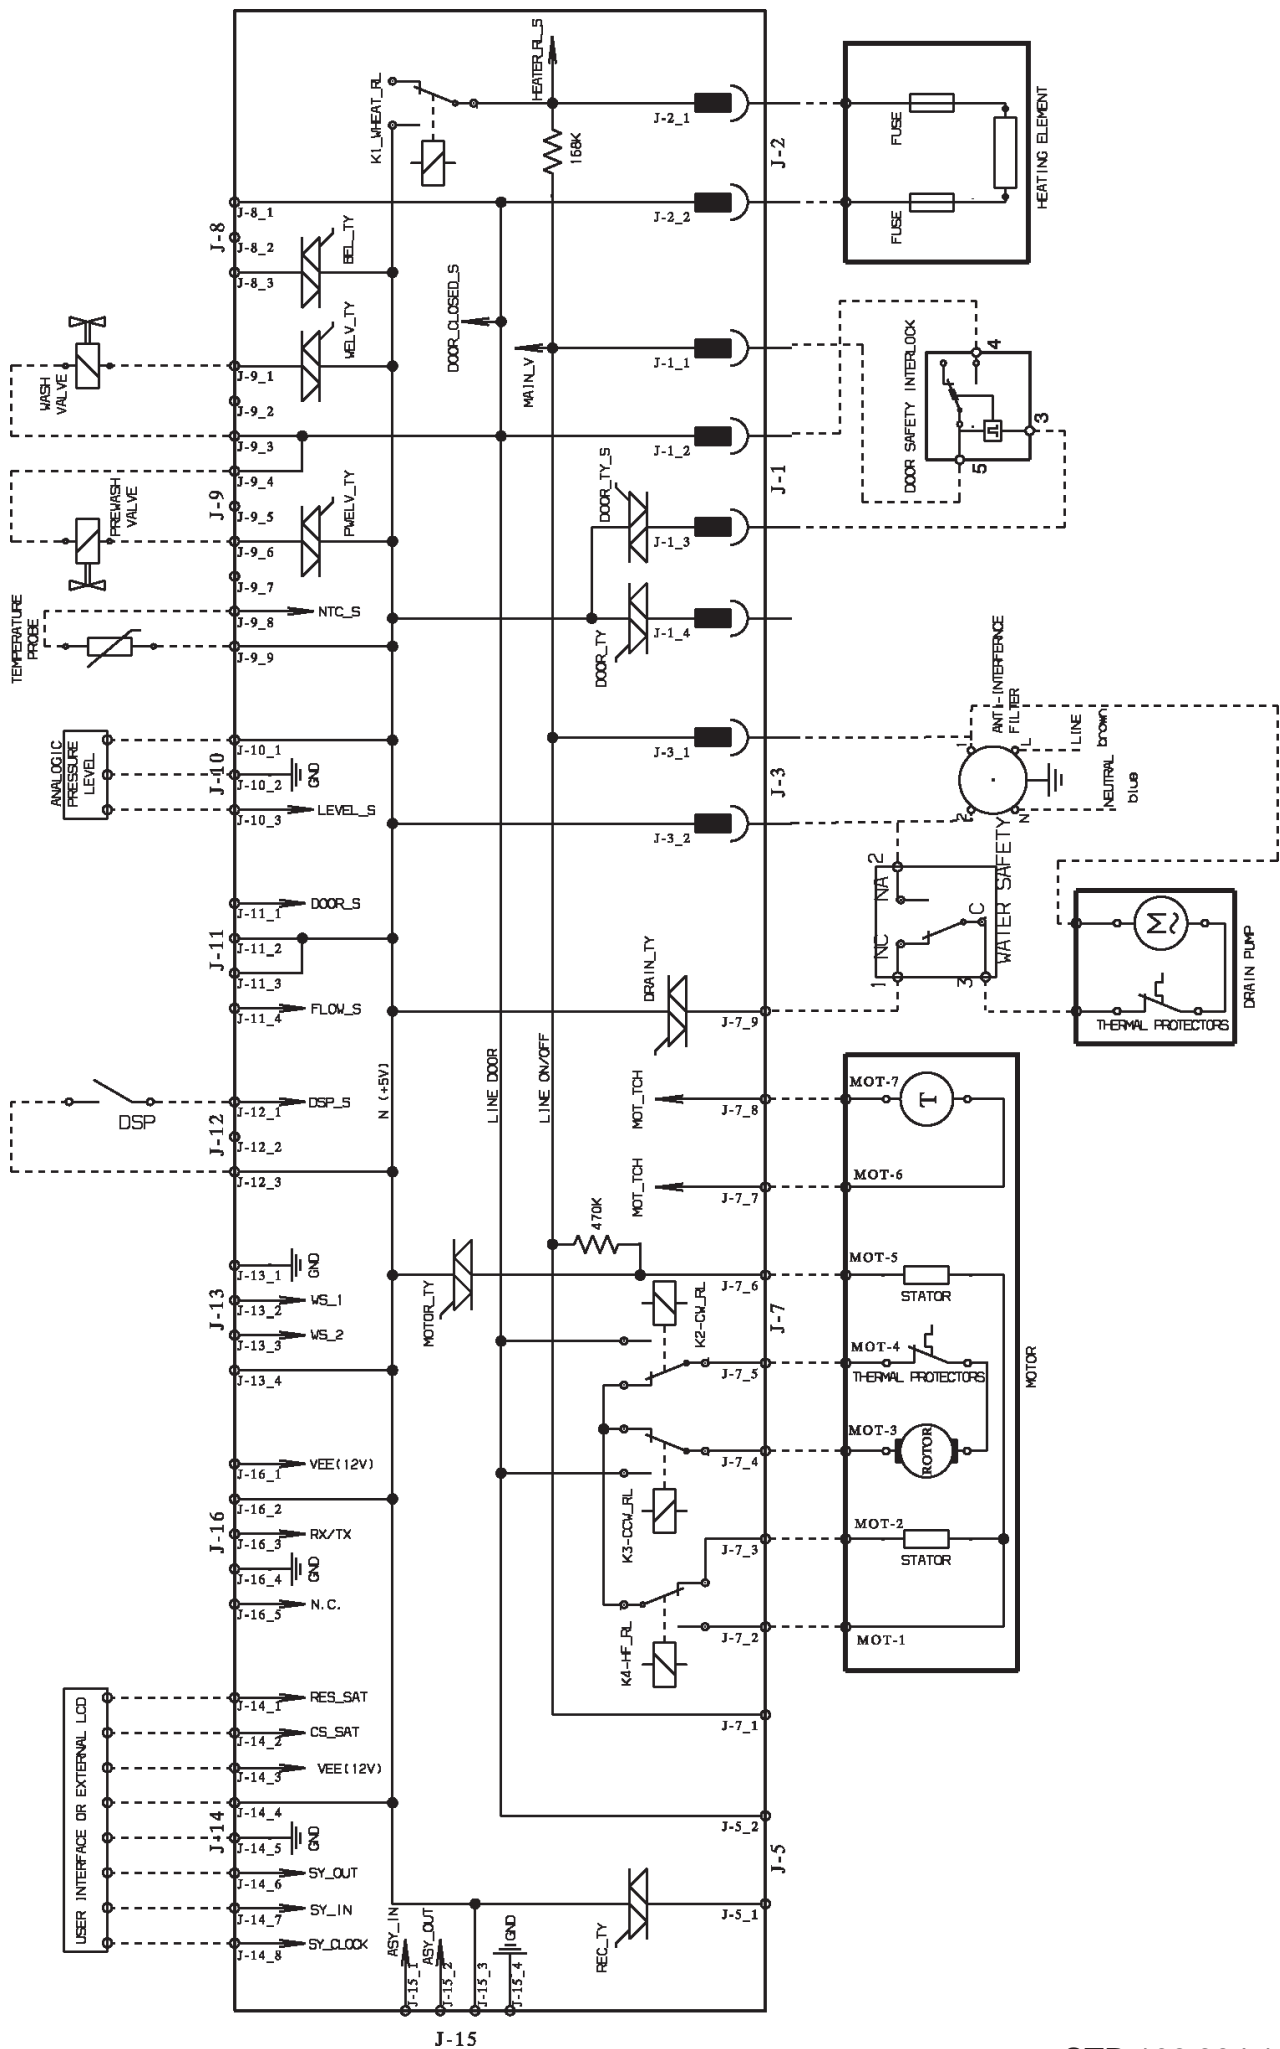 HEATER_RL_S
K1_WHEAT_RL
J-2_1
168K
J-2
FUSE
FUSE
HEATING ELEMENT
J-8_1
J-2_2
J-8
J-8_2
BEL_TY
J-8_3
DOOR_CLOSED_S
WASH
VALVE
WELV_TY
J-9_1
MAIN_V
J-1_1
J-9_2
J-9_3
J-1_2
DOOR SAFETY INTERLOCK
4
3
5
J-9_4
J-1
J-9
J-9_5
PREWASH
VALVE
PWELV_TY
DOOR_TY_S
J-1_3
J-9_6
J-9_7
TEMPERATURE
PROBE
NTC_S
J-9_8
J-9_9
DOOR_TY
J-1_4
ANTI-INTERFERNCE
FILTER
ANALOGIC
PRESSURE
LEVEL
J-10_1
J-10
J-10_2
GND
LEVEL_S
J-10_3
J-3_1
J-3
J-3_2
1
L
2
N
LINE
brown
NEUTRAL
blue
WATER SAFETY
NA
2
NC
C
1
3
DOOR_S
J-11_1
J-11
J-11_2
J-11_3
FLOW_S
J-11_4
DRAIN_TY
J-7_9
DRAIN PUMP
M
THERMAL PROTECTORS
N (+5V)
LINE DOOR
LINE ON/OFF
DSP
DSP_S
J-12_1
J-12
J-12_2
J-12_3
MOT_TCH
J-7_8
MOT-7
T
MOT_TCH
J-7_7
MOT-6
470K
GND
J-13_1
J-13
WS_1
J-13_2
WS_2
J-13_3
J-13_4
MOTOR_TY
J-7_6
MOT-5
STATOR
K2-CW_RL
J-7
J-7_5
MOT-4
THERMAL PROTECTORS
MOTOR
J-7_4
MOT-3
ROTOR
K3-CCW_RL
J-7_3
MOT-2
STATOR
K4-HF_RL
J-7_2
MOT-1
VEE(12V)
J-16_1
J-16
J-16_2
RX/TX
J-16_3
GND
J-16_4
N.C.
J-16_5
USER INTERFACE OR EXTERNAL LCD
RES_SAT
J-14_1
CS_SAT
J-14_2
VEE(12V)
J-14_3
J-14_4
J-14
J-14_5
GND
SY_OUT
J-14_6
SY_IN
J-14_7
SY_CLOCK
J-14_8
J-7_1
J-5_2
J-5
J-5_1
REC_TY
ASY_IN
J-15_1
ASY_OUT
J-15_2
J-15_3
GND
J-15_4
J-15